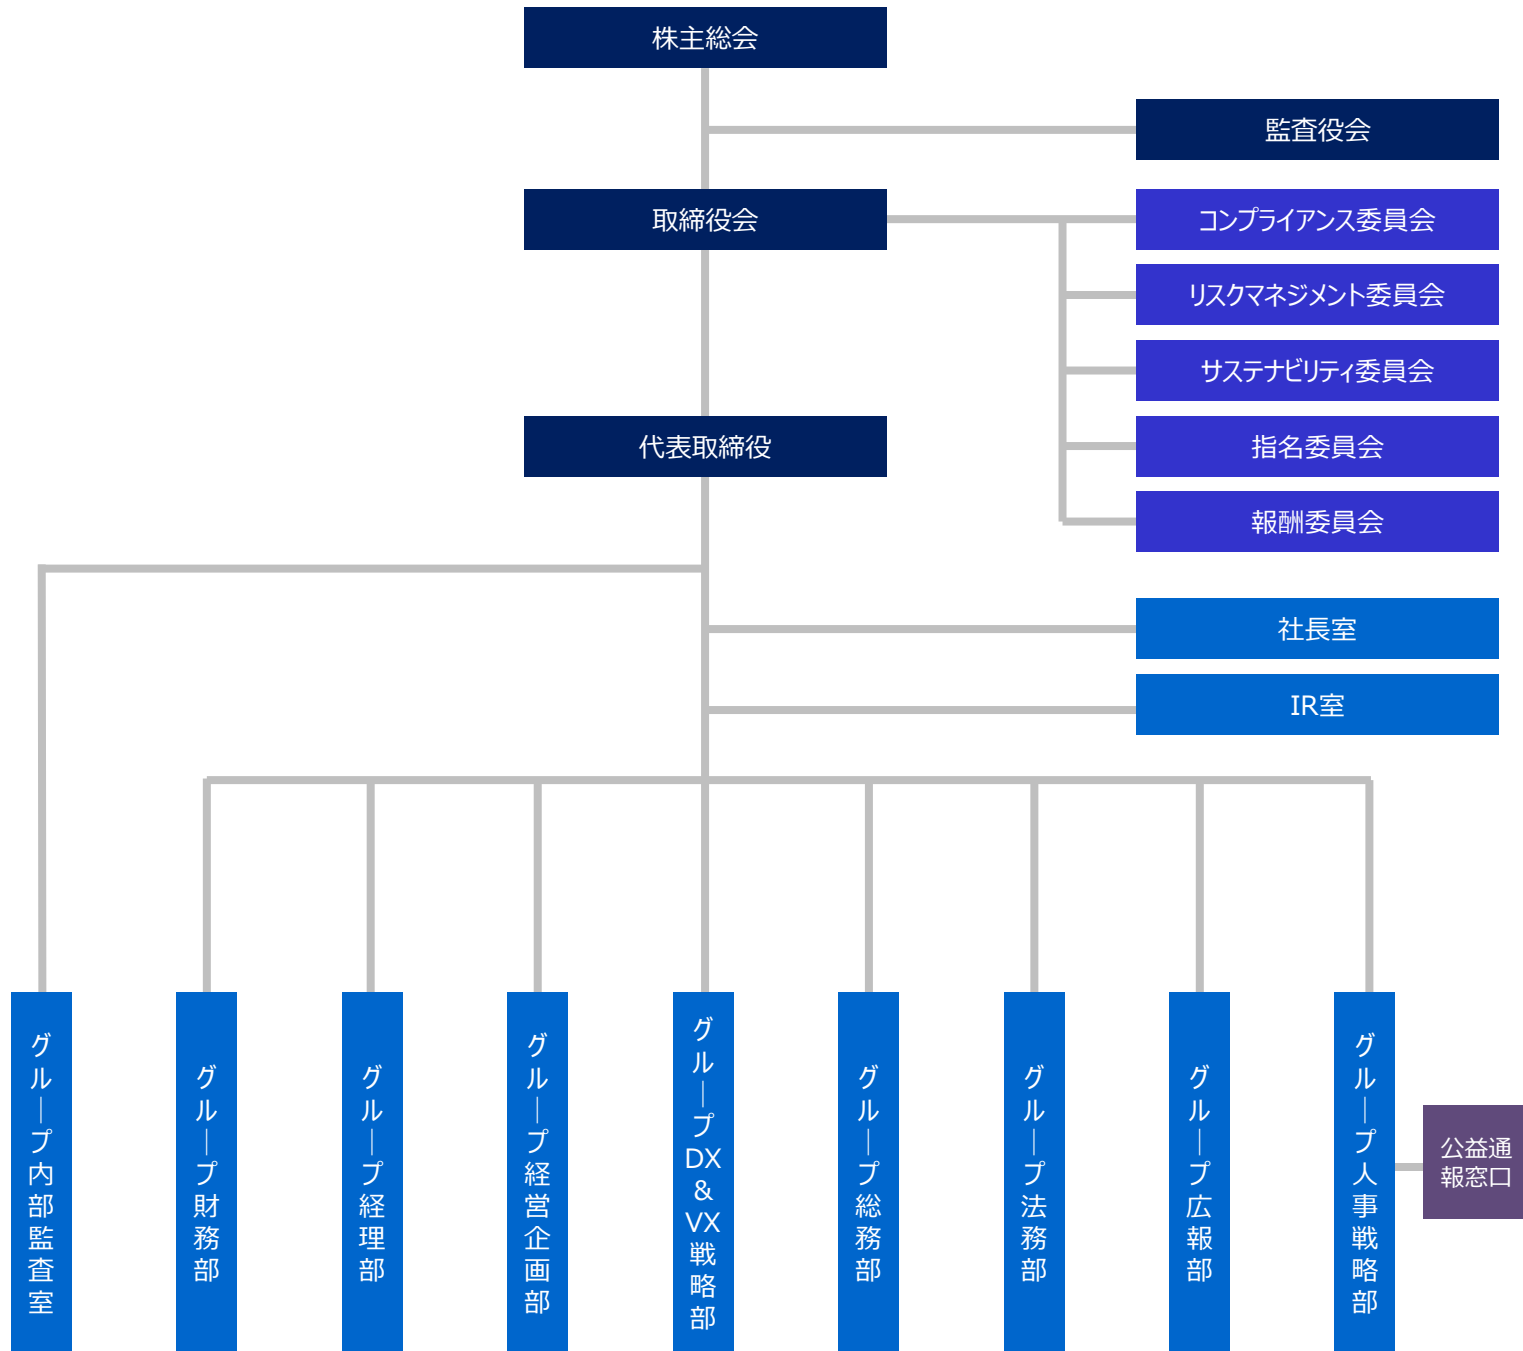 株主総会
監査役会
取締役会
コンプライアンス委員会
リスクマネジメント委員会
サステナビリティ委員会
代表取締役
指名委員会
報酬委員会
社長室
IR室
グループ内部監査室
グループ財務部
グループ経理部
グループ経営企画部
グループDX&VX戦略部
グループ総務部
グループ法務部
グループ広報部
グループ人事戦略部
公益通
報窓口